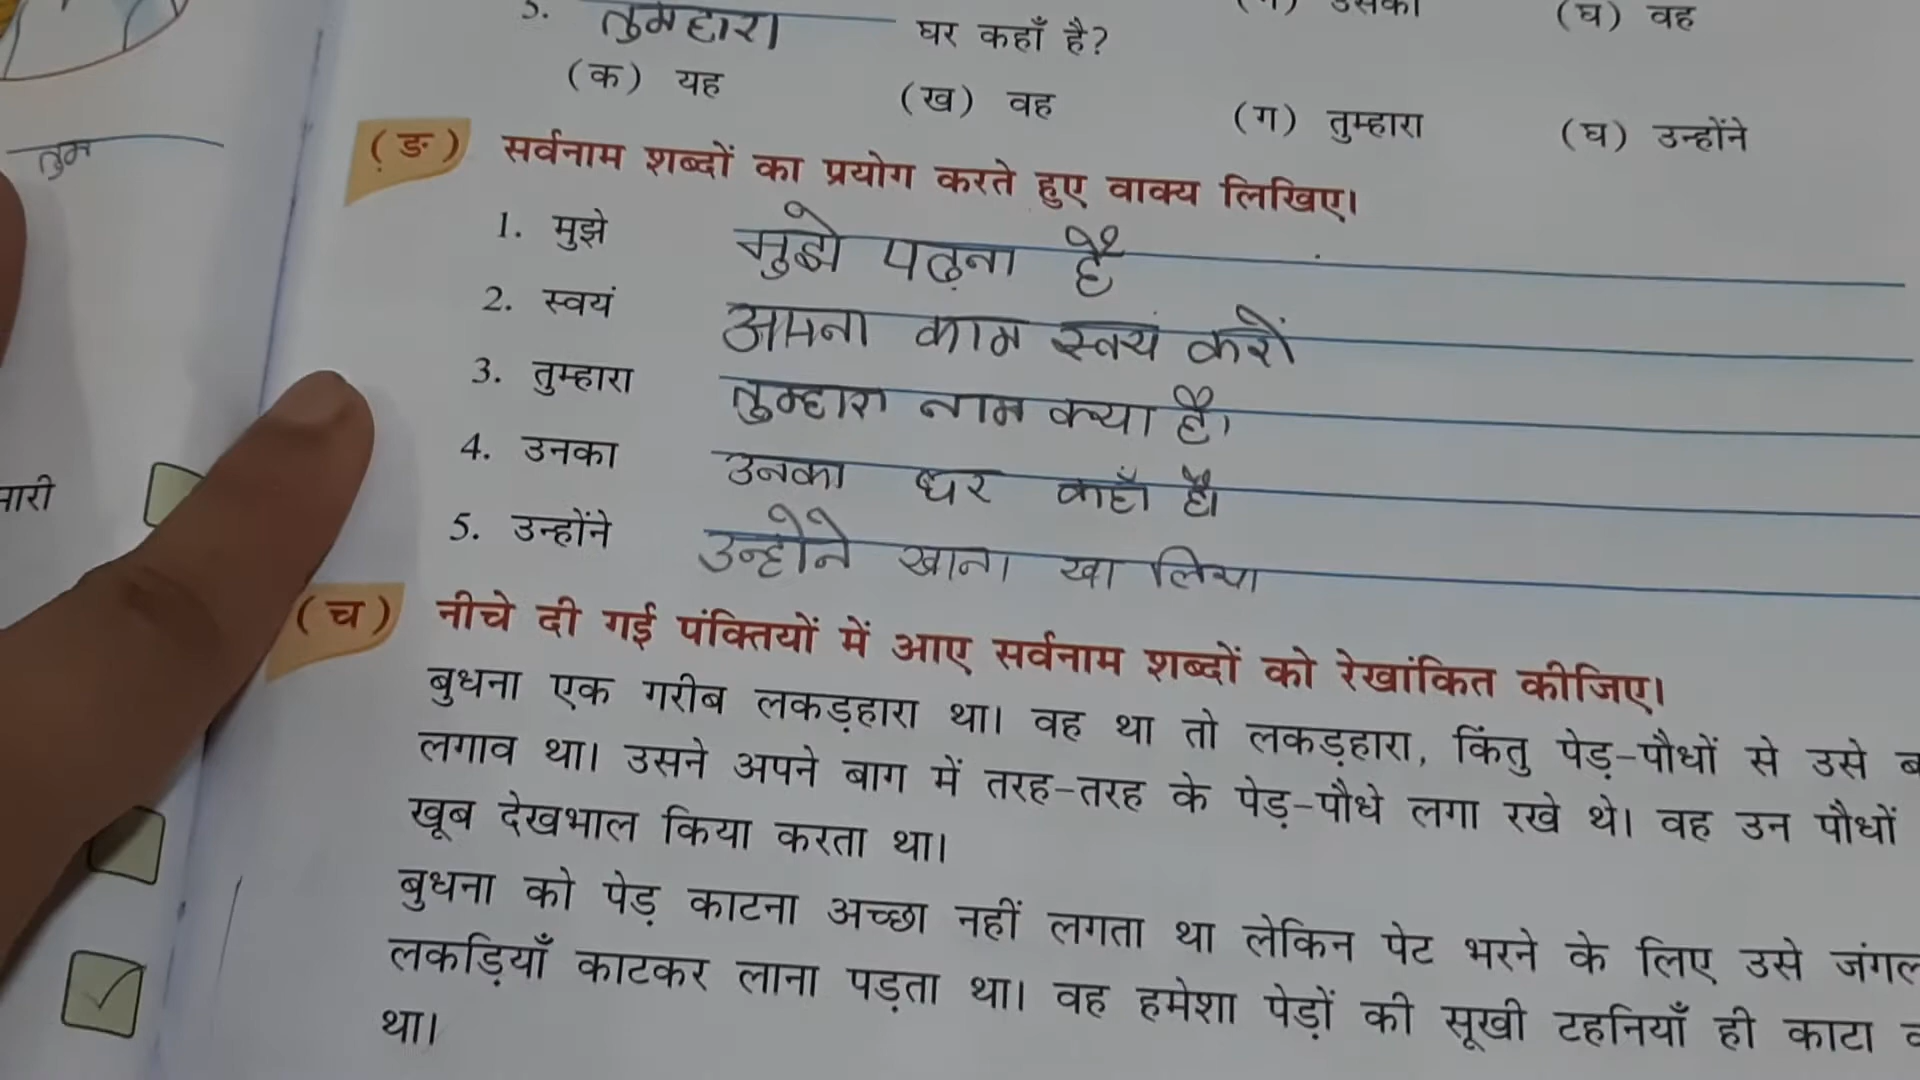 तुमहारा घर कहाँ है?
(घ) वह
(क) यह (ख) वह (ग) तुम्हारा (घ) उन्होंने
तुम
(ङ) सर्वनाम शब्दों का प्रयोग करते हुए वाक्य लिखिए।
1. मुझे मुझे पढ़ना है
2. स्वयं अपना काम स्वयं करों
3. तुम्हारा तुम्हारा नाम क्या है।
4. उनका उनका घर कहाँ है।
5. उन्होंने उन्होने खाना खा लिया
(च) नीचे दी गई पंक्तियों में आए सर्वनाम शब्दों को रेखांकित कीजिए।
बुधना एक गरीब लकड़हारा था। वह था तो लकड़हारा, किंतु पेड़-पौधों से उसे
लगाव था। उसने अपने बाग में तरह-तरह के पेड़-पौधे लगा रखे थे। वह उन पौधों
खूब देखभाल किया करता था।
बुधना को पेड़ काटना अच्छा नहीं लगता था लेकिन पेट भरने के लिए उसे जंगल
लकड़ियाँ काटकर लाना पड़ता था। वह हमेशा पेड़ों की सूखी टहनियाँ ही काटा
था।